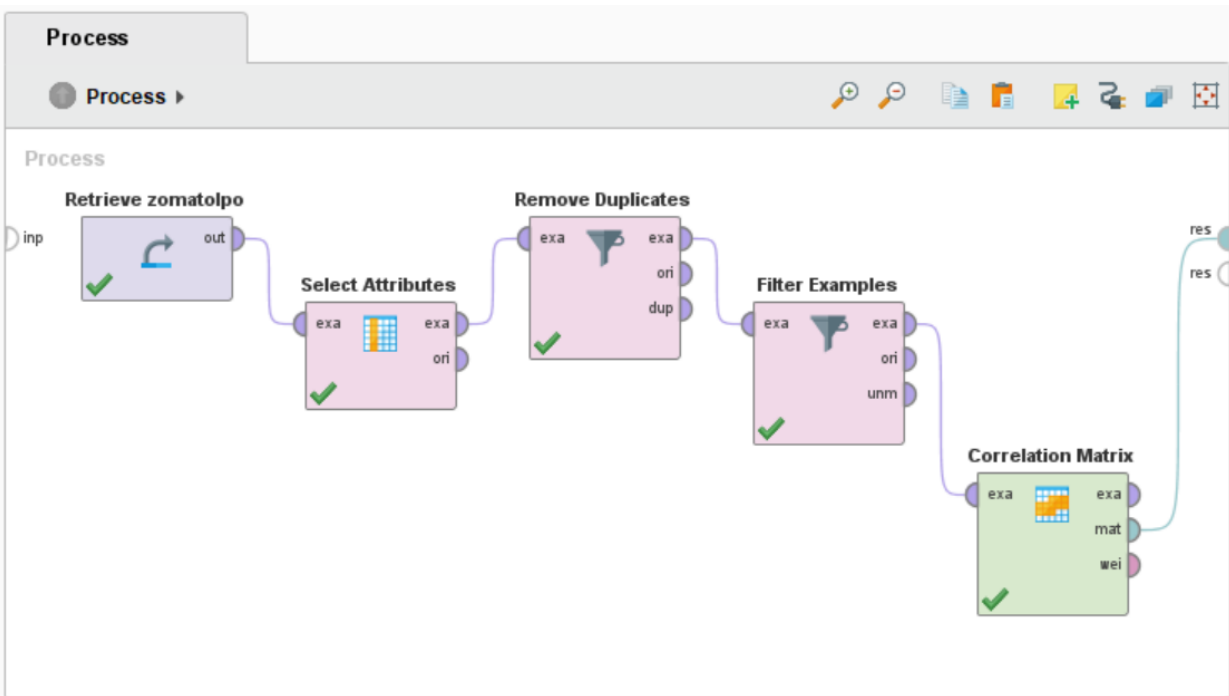 Process
Process
Process
Retrieve zomatolpo
inp
out
Select Attributes
exa
exa
ori
Remove Duplicates
exa
exa
ori
dup
Filter Examples
exa
exa
ori
unm
Correlation Matrix
exa
exa
mat
wei
res
res